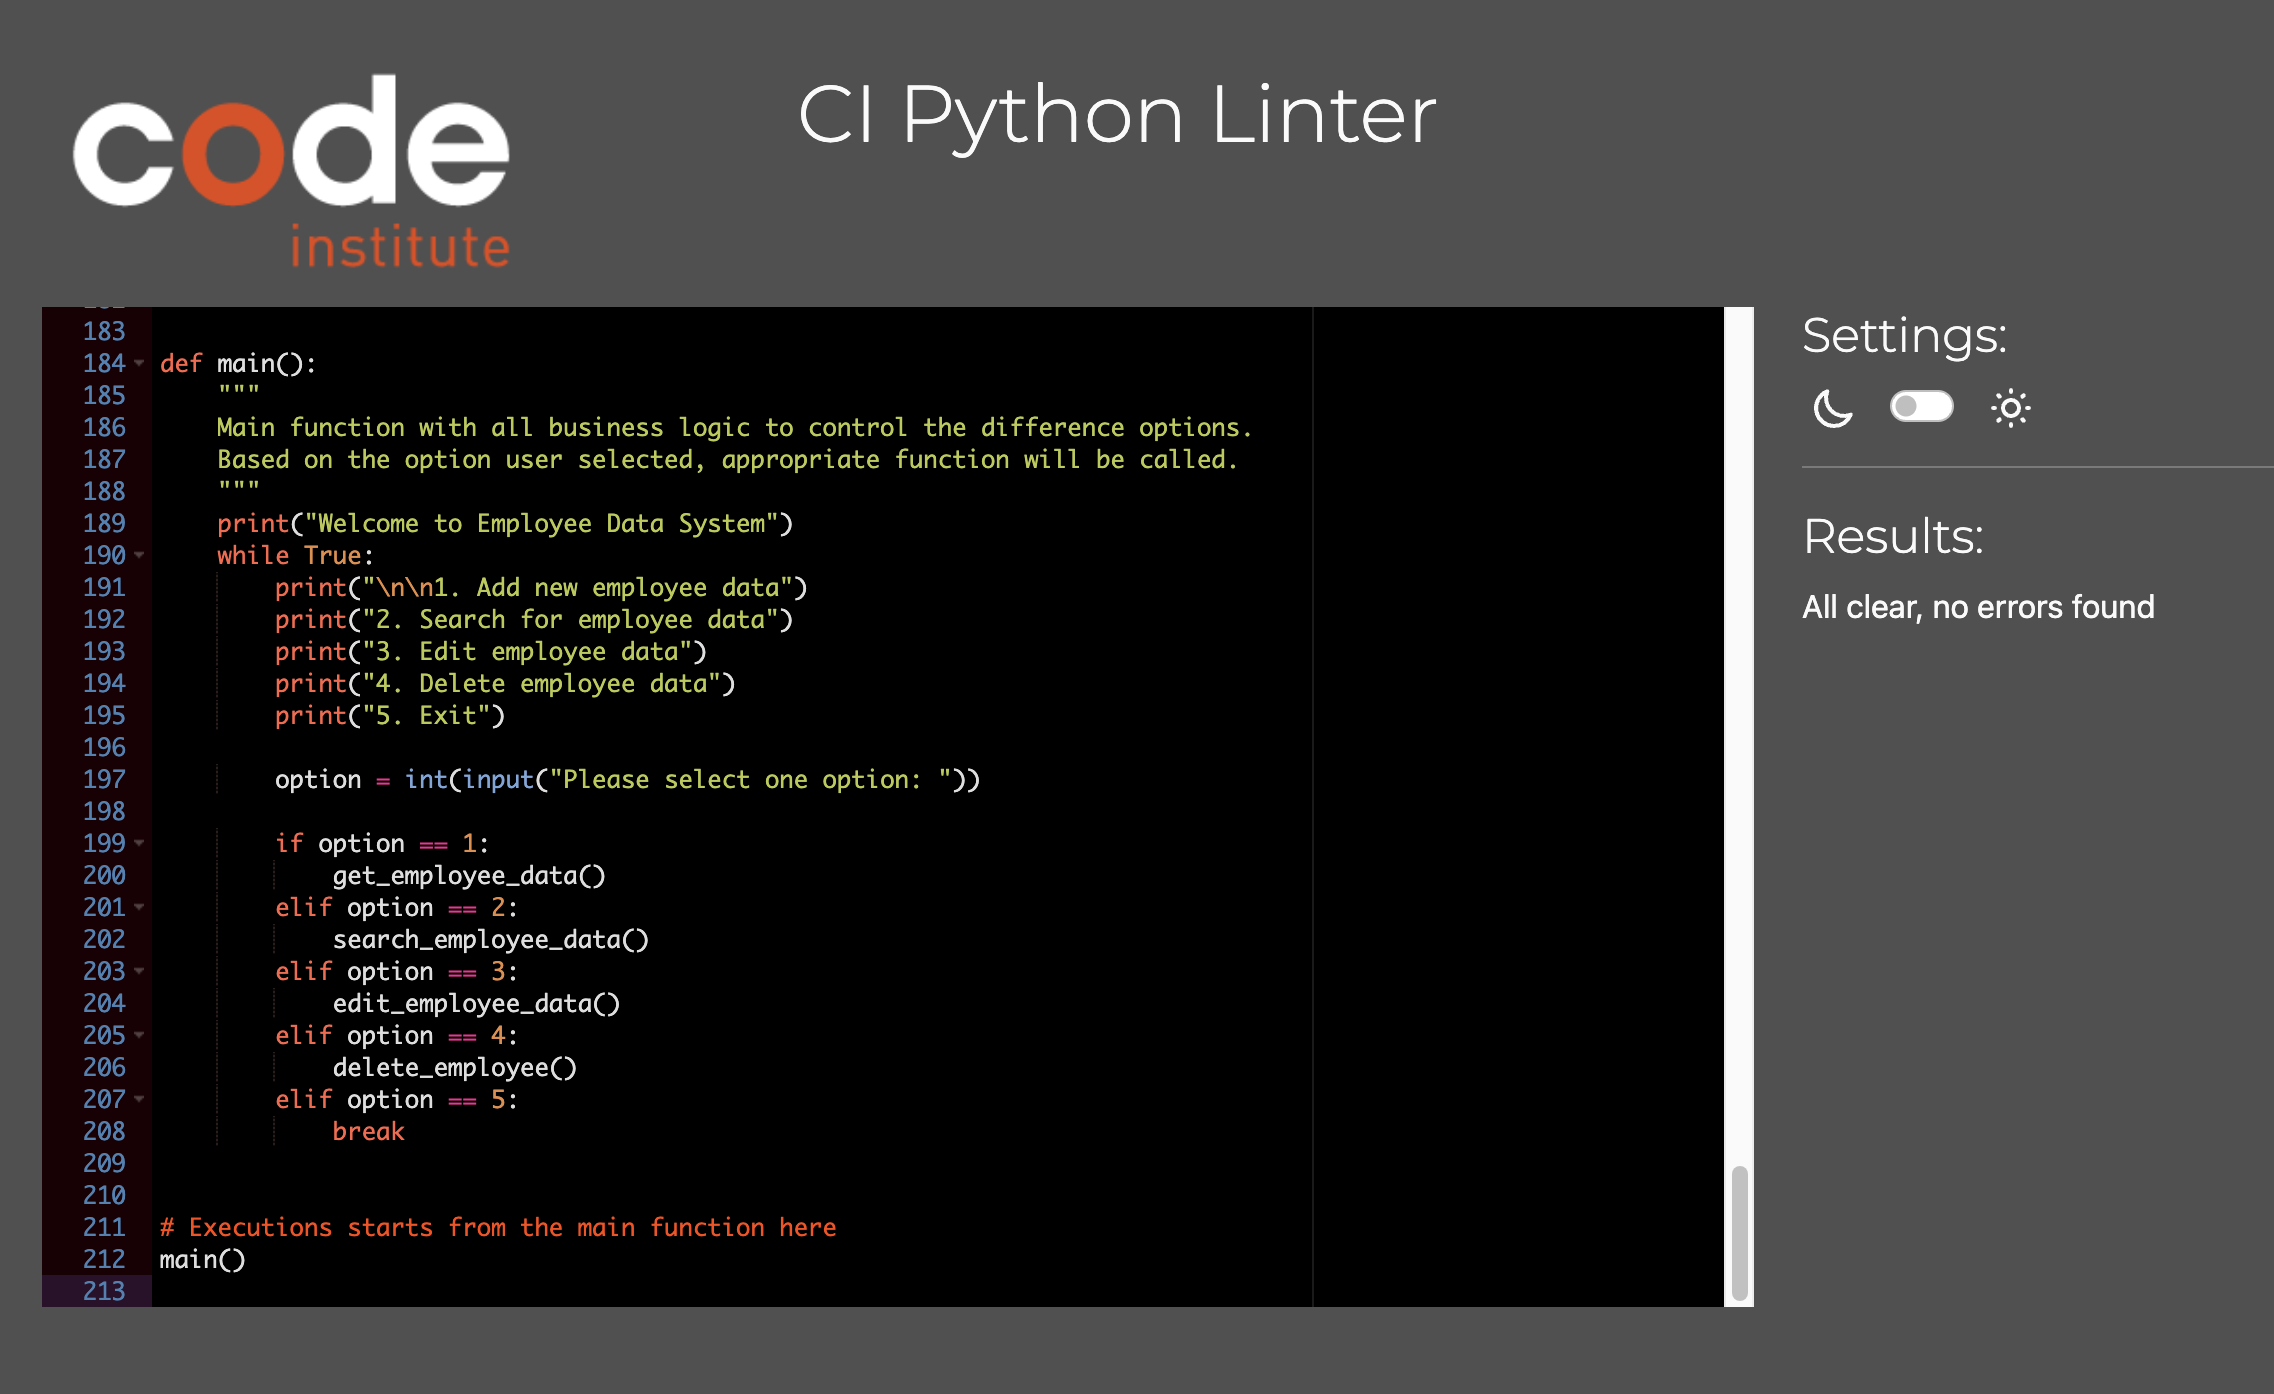 code
institute
CI Python Linter
183
184 def main():
185     """
186     Main function with all business logic to control the difference options.
187     Based on the option user selected, appropriate function will be called.
188     """
189     print("Welcome to Employee Data System")
190     while True:
191         print("\n\n1. Add new employee data")
192         print("2. Search for employee data")
193         print("3. Edit employee data")
194         print("4. Delete employee data")
195         print("5. Exit")
196
197         option = int(input("Please select one option: "))
198
199         if option == 1:
200             get_employee_data()
201         elif option == 2:
202             search_employee_data()
203         elif option == 3:
204             edit_employee_data()
205         elif option == 4:
206             delete_employee()
207         elif option == 5:
208             break
209
210
211 # Executions starts from the main function here
212 main()
213
Settings:
Results:
All clear, no errors found